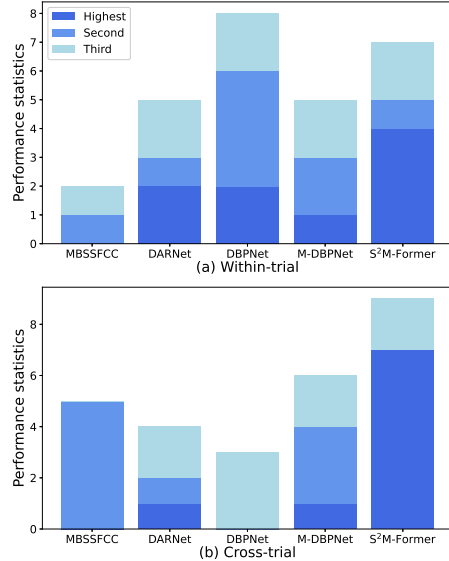 Highest
Second
Third
Performance statistics
8
7
6
5
4
3
2
1
0
MBSSFCC DARNet DBPNet M-DBPNet S²M-Former
(a) Within-trial
Performance statistics
8
6
4
2
0
MBSSFCC DARNet DBPNet M-DBPNet S²M-Former
(b) Cross-trial